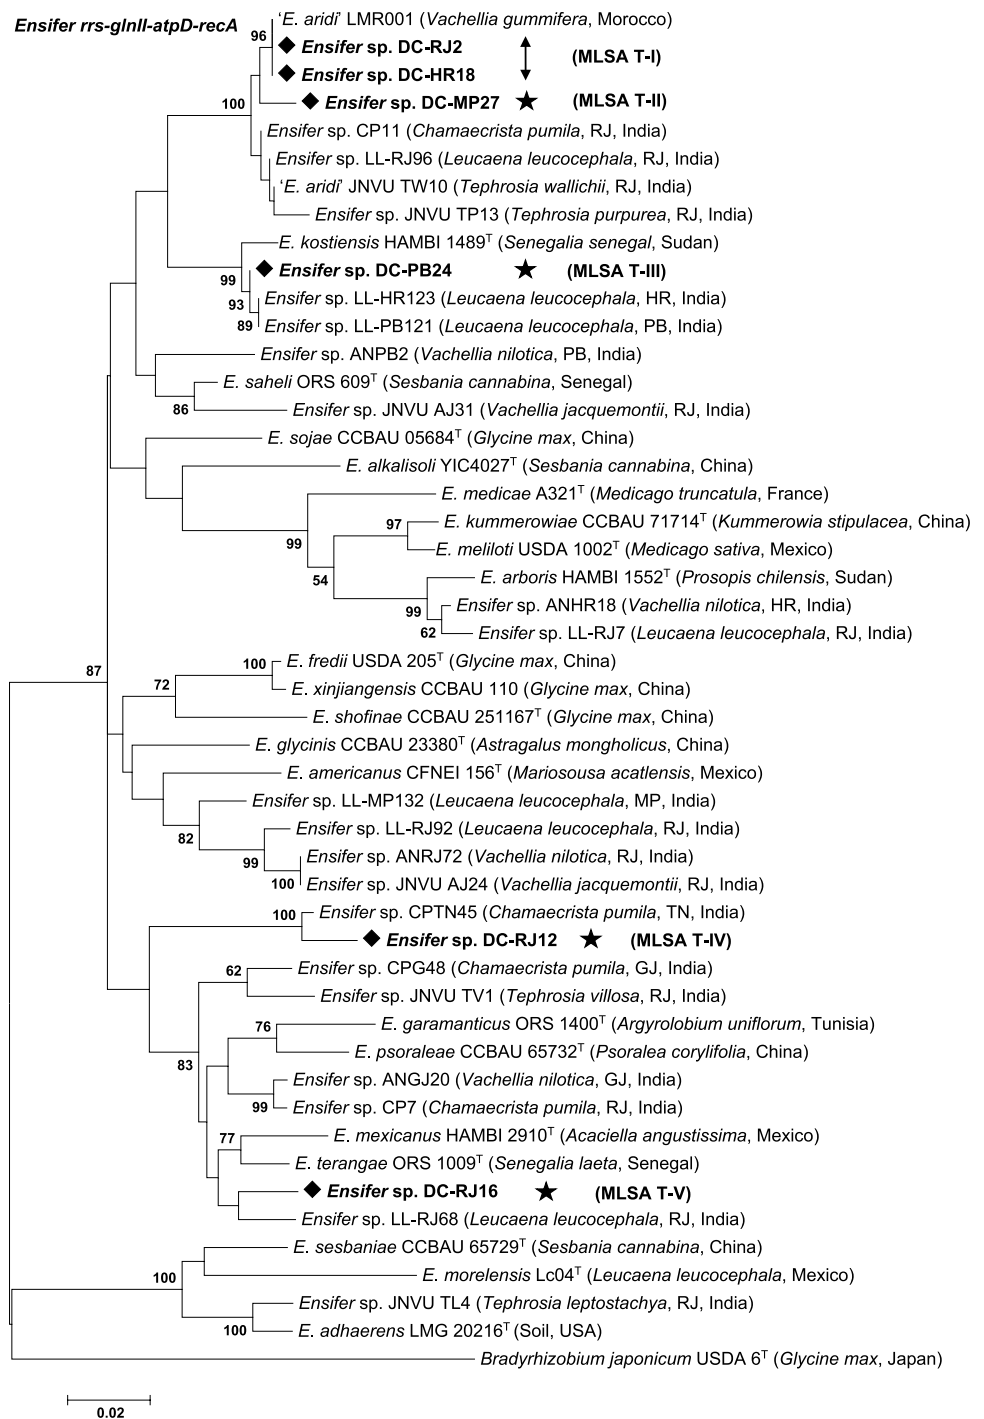 Ensifer rrs-glnII-atpD-recA
'E. aridi' LMR001 (Vachellia gummifera, Morocco)
96
Ensifer sp. DC-RJ2
(MLSA T-I)
Ensifer sp. DC-HR18
100
Ensifer sp. DC-MP27 ★ (MLSA T-II)
Ensifer sp. CP11 (Chamaecrista pumila, RJ, India)
Ensifer sp. LL-RJ96 (Leucaena leucocephala, RJ, India)
'E. aridi' JNVU TW10 (Tephrosia wallichii, RJ, India)
Ensifer sp. JNVU TP13 (Tephrosia purpurea, RJ, India)
E. kostiensis HAMBI 1489T (Senegalia senegal, Sudan)
99
Ensifer sp. DC-PB24 ★ (MLSA T-III)
93
Ensifer sp. LL-HR123 (Leucaena leucocephala, HR, India)
89
Ensifer sp. LL-PB121 (Leucaena leucocephala, PB, India)
Ensifer sp. ANPB2 (Vachellia nilotica, PB, India)
E. saheli ORS 609T (Sesbania cannabina, Senegal)
86
Ensifer sp. JNVU AJ31 (Vachellia jacquemontii, RJ, India)
E. sojae CCBAU 05684T (Glycine max, China)
E. alkalisoli YIC4027T (Sesbania cannabina, China)
E. medicae A321T (Medicago truncatula, France)
99
97
E. kummerowiae CCBAU 71714T (Kummerowia stipulacea, China)
E. meliloti USDA 1002T (Medicago sativa, Mexico)
54
E. arboris HAMBI 1552T (Prosopis chilensis, Sudan)
99
Ensifer sp. ANHR18 (Vachellia nilotica, HR, India)
62
Ensifer sp. LL-RJ7 (Leucaena leucocephala, RJ, India)
87
100
E. fredii USDA 205T (Glycine max, China)
72
E. xinjiangensis CCBAU 110 (Glycine max, China)
E. shofinae CCBAU 251167T (Glycine max, China)
E. glycinis CCBAU 23380T (Astragalus mongholicus, China)
E. americanus CFNEI 156T (Mariosousa acatlensis, Mexico)
Ensifer sp. LL-MP132 (Leucaena leucocephala, MP, India)
82
Ensifer sp. LL-RJ92 (Leucaena leucocephala, RJ, India)
99
Ensifer sp. ANRJ72 (Vachellia nilotica, RJ, India)
100
Ensifer sp. JNVU AJ24 (Vachellia jacquemontii, RJ, India)
100
Ensifer sp. CPTN45 (Chamaecrista pumila, TN, India)
Ensifer sp. DC-RJ12 ★ (MLSA T-IV)
62
Ensifer sp. CPG48 (Chamaecrista pumila, GJ, India)
Ensifer sp. JNVU TV1 (Tephrosia villosa, RJ, India)
76
E. garamanticus ORS 1400T (Argyrolobium uniflorum, Tunisia)
83
E. psoraleae CCBAU 65732T (Psoralea corylifolia, China)
Ensifer sp. ANGJ20 (Vachellia nilotica, GJ, India)
99
Ensifer sp. CP7 (Chamaecrista pumila, RJ, India)
77
E. mexicanus HAMBI 2910T (Acaciella angustissima, Mexico)
E. terangae ORS 1009T (Senegalia laeta, Senegal)
Ensifer sp. DC-RJ16 ★ (MLSA T-V)
Ensifer sp. LL-RJ68 (Leucaena leucocephala, RJ, India)
E. sesbaniae CCBAU 65729T (Sesbania cannabina, China)
100
E. morelensis Lc04T (Leucaena leucocephala, Mexico)
Ensifer sp. JNVU TL4 (Tephrosia leptostachya, RJ, India)
100
E. adhaerens LMG 20216T (Soil, USA)
Bradyrhizobium japonicum USDA 6T (Glycine max, Japan)
0.02